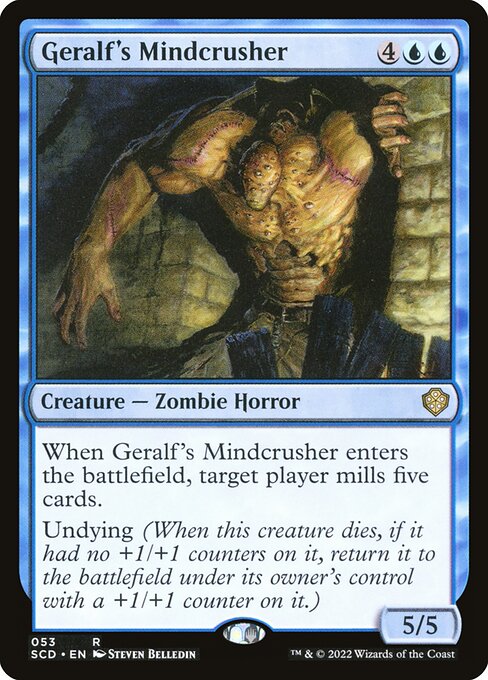 Geralf's Mindcrusher 4
Creature — Zombie Horror
When Geralf's Mindcrusher enters
the battlefield, target player mills five
cards.
Undying (When this creature dies, if it
had no +1/+1 counters on it, return it to
the battlefield under its owner's control
with a +1/+1 counter on it.)
5/5
053 R
SCD • EN Steven Belledin
™ & © 2022 Wizards of the Coast